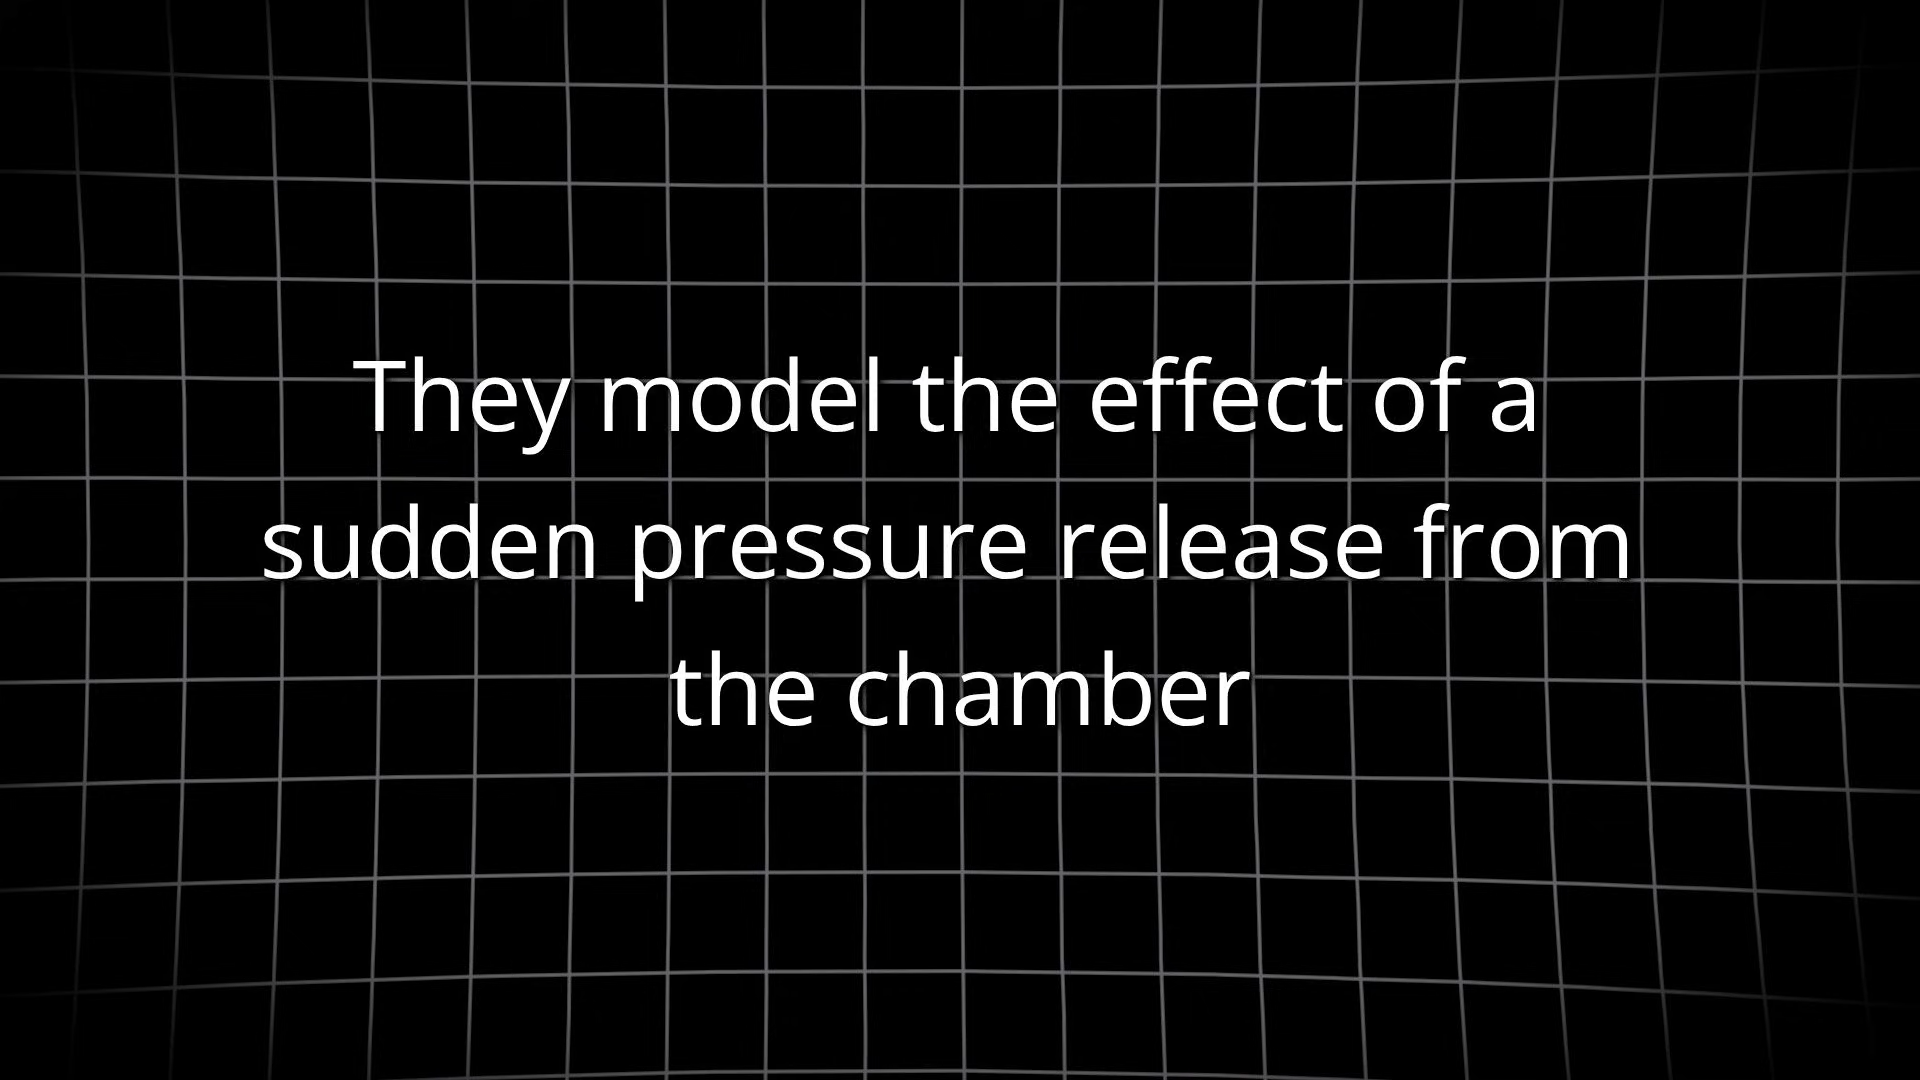 They model the effect of a
sudden pressure release from
the chamber